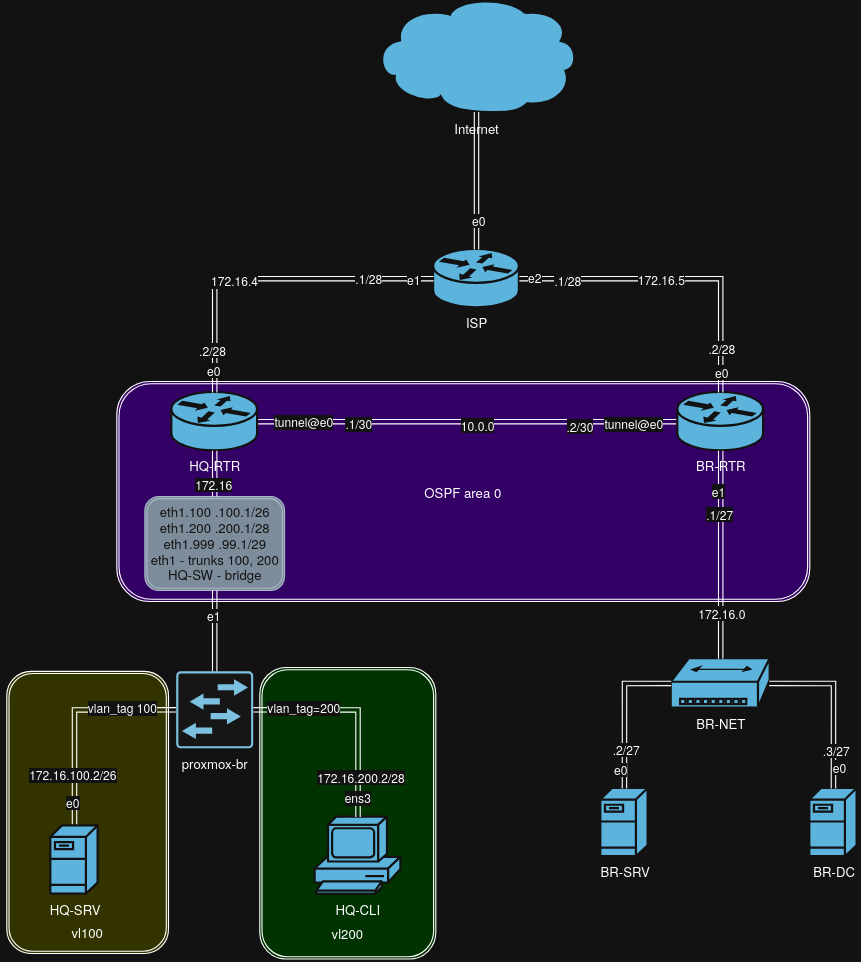 Internet
e0
172.16.4
.1/28
e1
e2
.1/28
172.16.5
ISP
.2/28
e0
.2/28
e0
tunnel@e0
.1/30
10.0.0
.2/30
tunnel@e0
HQ-RTR
BR-RTR
172.16
OSPF area 0
e1
.1/27
eth1.100 .100.1/26
eth1.200 .200.1/28
eth1.999 .99.1/29
eth1 - trunks 100, 200
HQ-SW - bridge
e1
172.16.0
vlan_tag 100
vlan_tag=200
proxmox-br
BR-NET
172.16.100.2/26
e0
172.16.200.2/28
ens3
.2/27
e0
.3/27
e0
BR-SRV
BR-DC
HQ-SRV
HQ-CLI
vl100
vl200